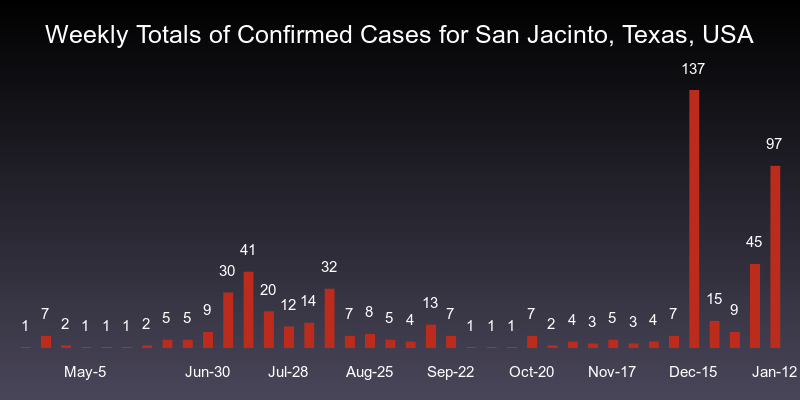 Weekly Totals of Confirmed Cases for San Jacinto, Texas, USA
1 7 2 1 1 1 2 5 5 9 30 41 20 12 14 32 7 8 5 4 13 7 1 1 1 7 2 4 3 5 3 4 7 137 15 9 45 97
May-5 Jun-30 Jul-28 Aug-25 Sep-22 Oct-20 Nov-17 Dec-15 Jan-12